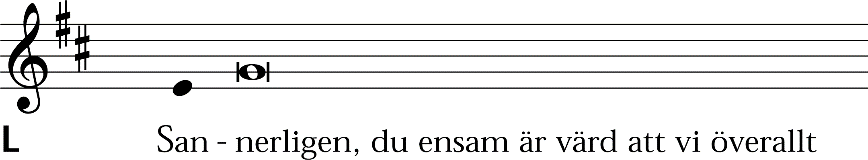 L San - nerligen, du ensam är värd att vi överallt